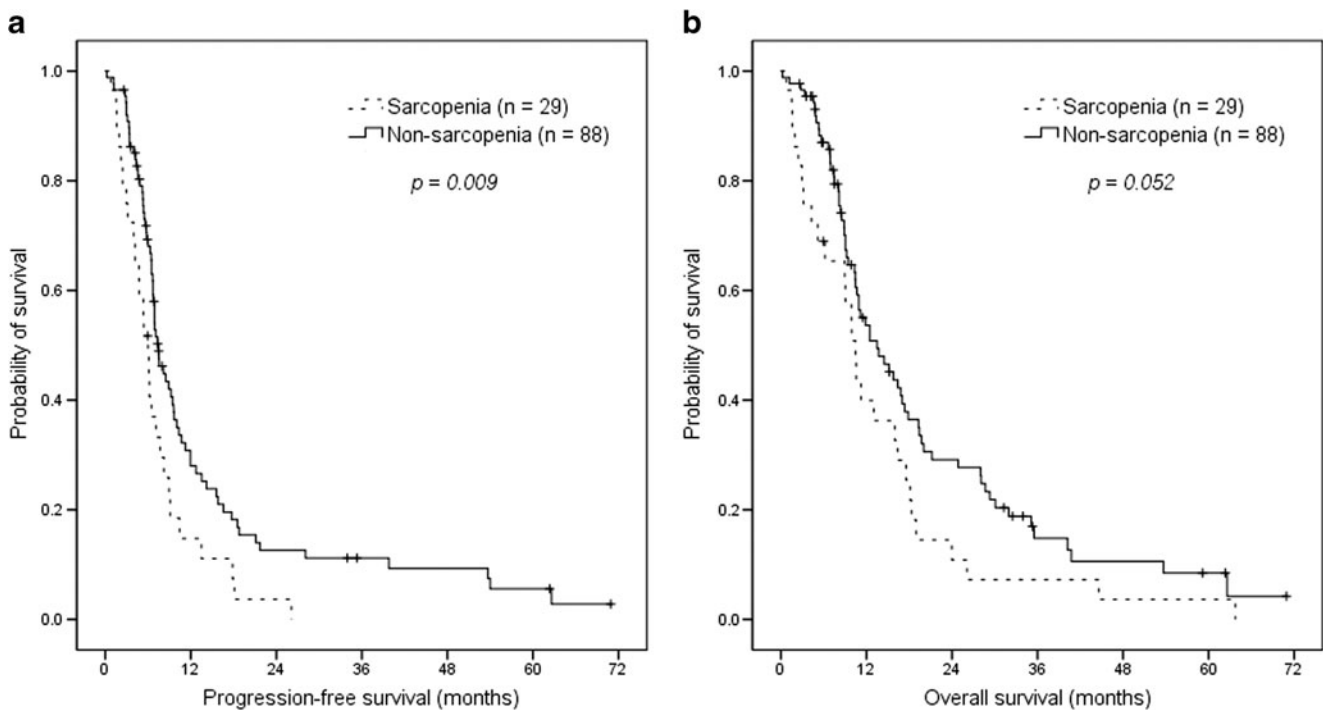 a
Probability of survival
1.0
0.8
0.6
0.4
0.2
0.0
Sarcopenia (n = 29)
Non-sarcopenia (n = 88)
p = 0.009
0 12 24 36 48 60 72
Progression-free survival (months)
b
Probability of survival
1.0
0.8
0.6
0.4
0.2
0.0
Sarcopenia (n = 29)
Non-sarcopenia (n = 88)
p = 0.052
0 12 24 36 48 60 72
Overall survival (months)